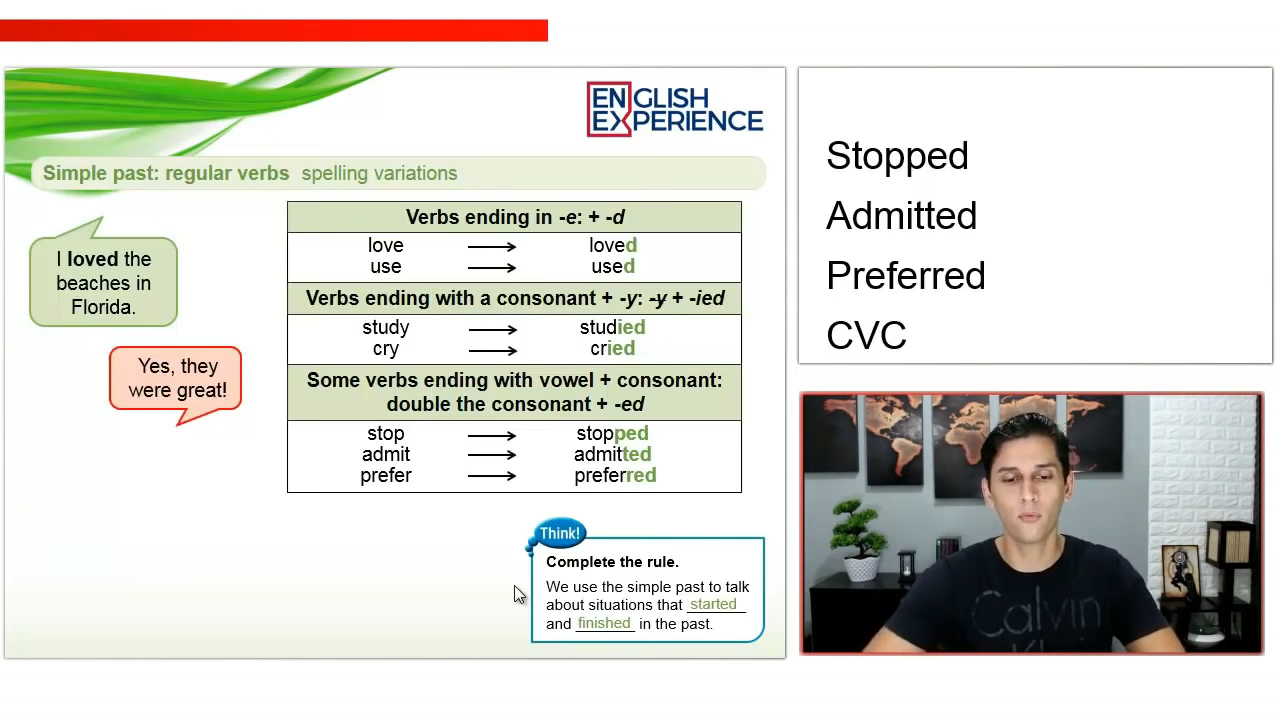 ENGLISH
EXPERIENCE
Simple past: regular verbs spelling variations
I loved the
beaches in
Florida.
Yes, they
were great!
Verbs ending in -e: + -d
love → loved
use → used
Verbs ending with a consonant + -y: -y + -ied
study → studied
cry → cried
Some verbs ending with vowel + consonant:
double the consonant + -ed
stop → stopped
admit → admitted
prefer → preferred
Think!
Complete the rule.
We use the simple past to talk
about situations that started
and finished in the past.
Stopped
Admitted
Preferred
CVC
Calvin